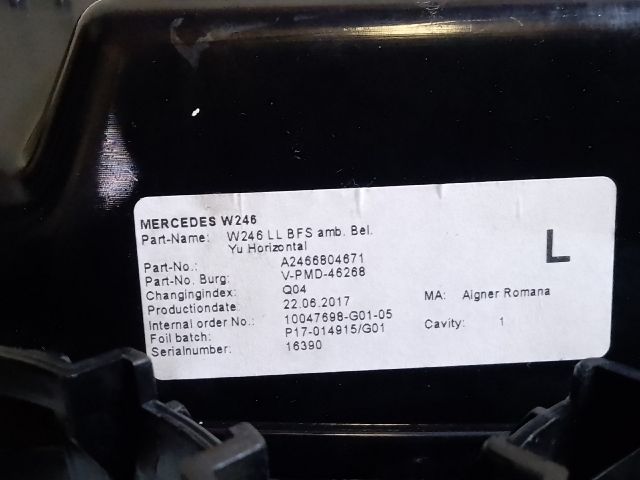 MERCEDES W246
Part-Name: W246 LL BFS amb. Bel.
Yu Horizontal
L
Part-No.: A2466804671
Part-No. Burg: V-PMD-46268
Changingindex: Q04
Productiondate: 22.06.2017 MA: Aigner Romana
Internal order No.: 10047698-G01-05
Foil batch: P17-014915/G01 Cavity: 1
Serialnumber: 16390